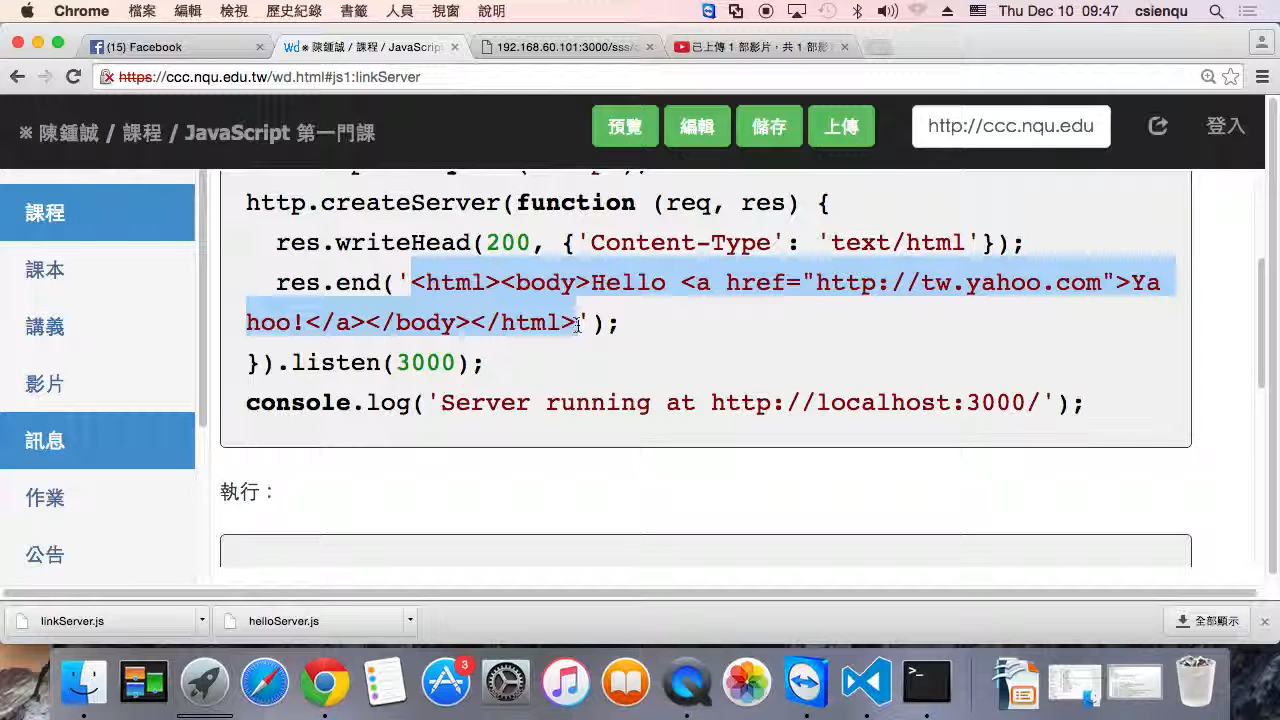 Chrome 檔案 編輯 檢視 歷史紀錄 書籤 人員 視窗 說明 Thu Dec 10 09:47 csienqu
(15) Facebook
※ 陳鍾誠 / 課程 / JavaScript
192.168.60.101:3000/sss/
已上傳 1 部影片，共 1 部影
https://ccc.nqu.edu.tw/wd.html#js1:linkServer
※ 陳鍾誠 / 課程 / JavaScript 第一門課
預覽 編輯 儲存 上傳
http://ccc.nqu.edu
登入
課程
課本
講義
影片
訊息
作業
公告
http.createServer(function (req, res) {
res.writeHead(200, {'Content-Type': 'text/html'});
res.end('<html><body>Hello <a href="http://tw.yahoo.com">Ya
hoo!</a></body></html>');
}).listen(3000);
console.log('Server running at http://localhost:3000/');
執行：
linkServer.js
helloServer.js
全部顯示
3